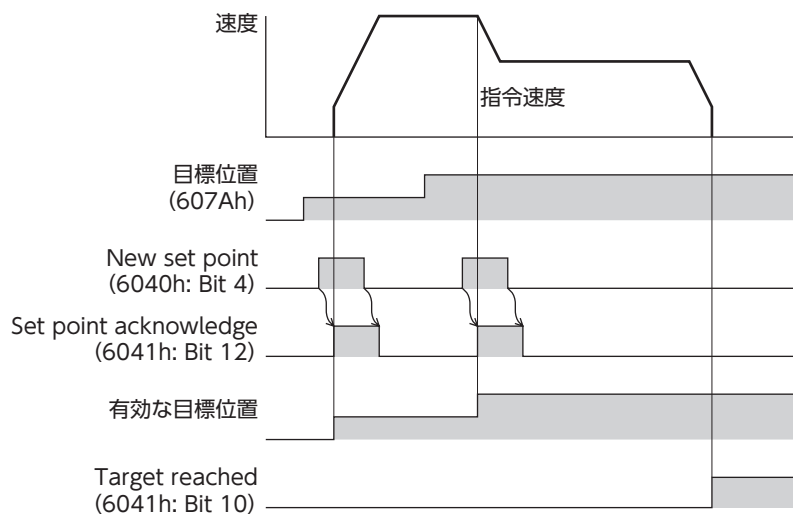 速度
指令速度
目標位置
(607Ah)
New set point
(6040h: Bit 4)
Set point acknowledge
(6041h: Bit 12)
有効な目標位置
Target reached
(6041h: Bit 10)